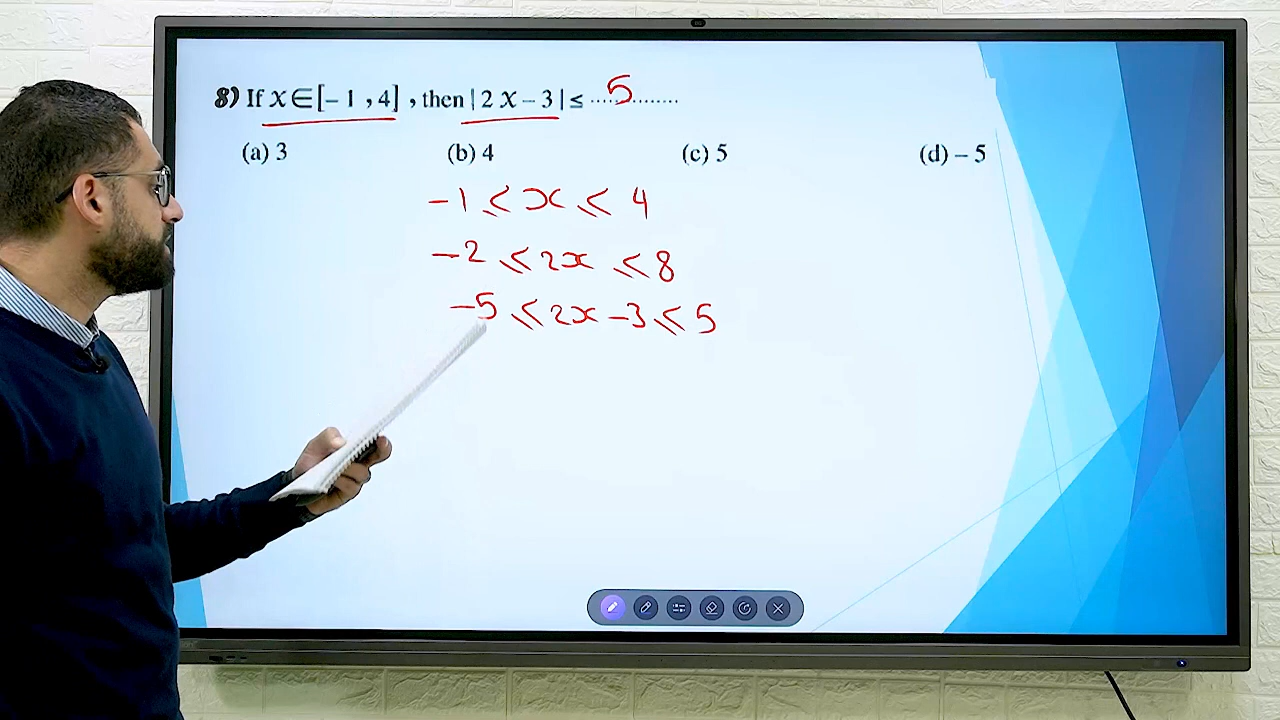 8) If x ∈ [– 1 , 4] , then | 2 x – 3 | ≤ ......5.........
(a) 3 (b) 4 (c) 5 (d) – 5
-1 ≤ x ≤ 4
-2 ≤ 2x ≤ 8
-5 ≤ 2x - 3 ≤ 5